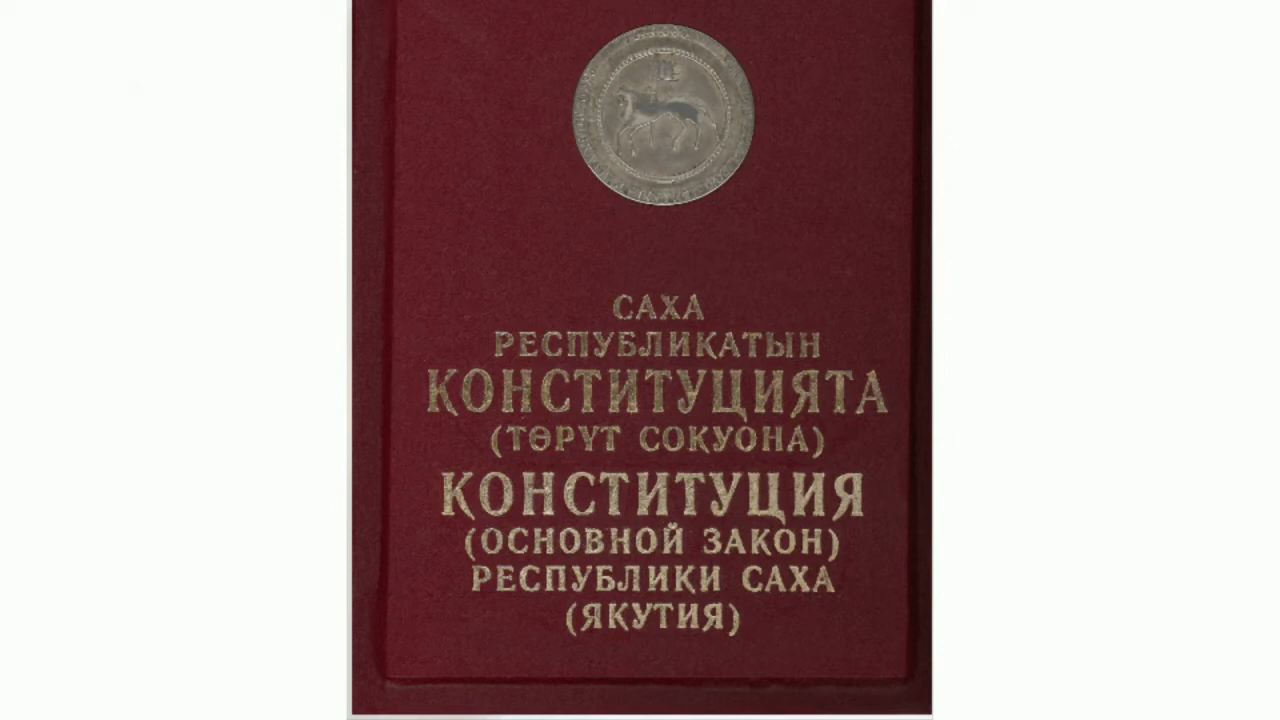 САХА
РЕСПУБЛИКАТЫН
КОНСТИТУЦИЯТА
(ТӨРҮТ СОКУОНА)
КОНСТИТУЦИЯ
(ОСНОВНОЙ ЗАКОН)
РЕСПУБЛИКИ САХА
(ЯКУТИЯ)